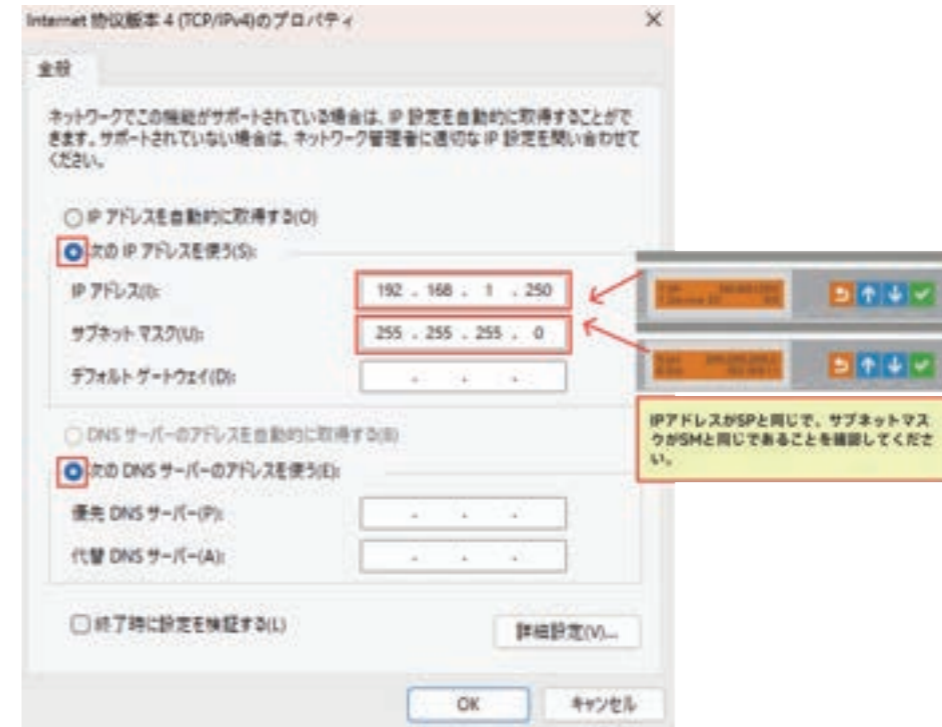 Internet 协议版本 4 (TCP/IPv4)のプロパティ
全般
ネットワークでこの機能がサポートされている場合は、IP 設定を自動的に取得することがで
きます。サポートされていない場合は、ネットワーク管理者に適切な IP 設定を問い合わせて
ください。
IP アドレスを自動的に取得する(O)
次の IP アドレスを使う(S):
IP アドレス(I): 192 . 168 . 1 . 250
サブネット マスク(U): 255 . 255 . 255 . 0
デフォルト ゲートウェイ(D):
IPアドレスがSPと同じで、サブネットマス
クがSMと同じであることを確認してくださ
い。
DNS サーバーのアドレスを自動的に取得する(B)
次の DNS サーバーのアドレスを使う(E):
優先 DNS サーバー(P):
代替 DNS サーバー(A):
終了時に設定を検証する(L)
詳細設定(V)...
OK キャンセル